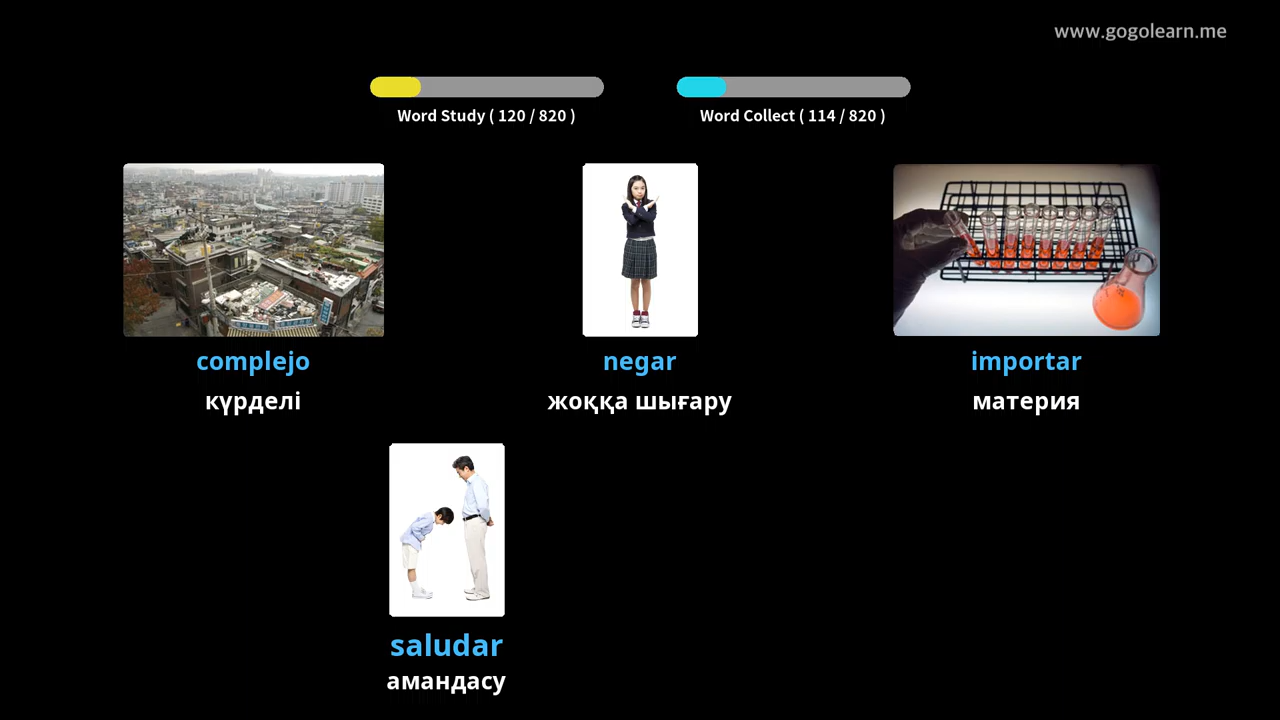 www.gogolearn.me
Word Study ( 120 / 820 )
Word Collect ( 114 / 820 )
complejo
күрделі
negar
жоққа шығару
importar
материя
saludar
амандасу